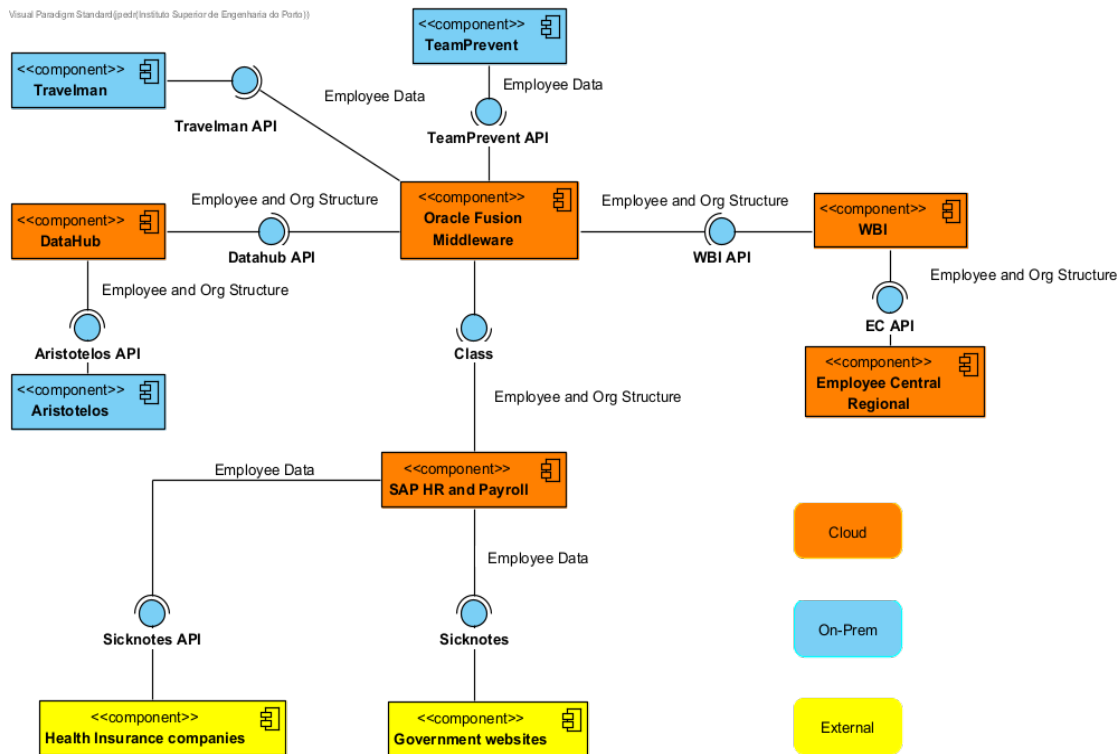 Visual Paradigm Standard(jpedr(Instituto Superior de Engenharia do Porto))
<<component>>
TeamPrevent
<<component>>
Travelman
Employee Data
Employee Data
Travelman API
TeamPrevent API
<<component>>
Oracle Fusion
Middleware
Employee and Org Structure
Employee and Org Structure
<<component>>
DataHub
<<component>>
WBI
Datahub API
WBI API
Employee and Org Structure
Employee and Org Structure
Aristotelos API
Class
EC API
<<component>>
Aristotelos
<<component>>
Employee Central
Regional
Employee and Org Structure
Employee Data
<<component>>
SAP HR and Payroll
Cloud
Employee Data
Sicknotes API
Sicknotes
On-Prem
<<component>>
Health Insurance companies
<<component>>
Government websites
External